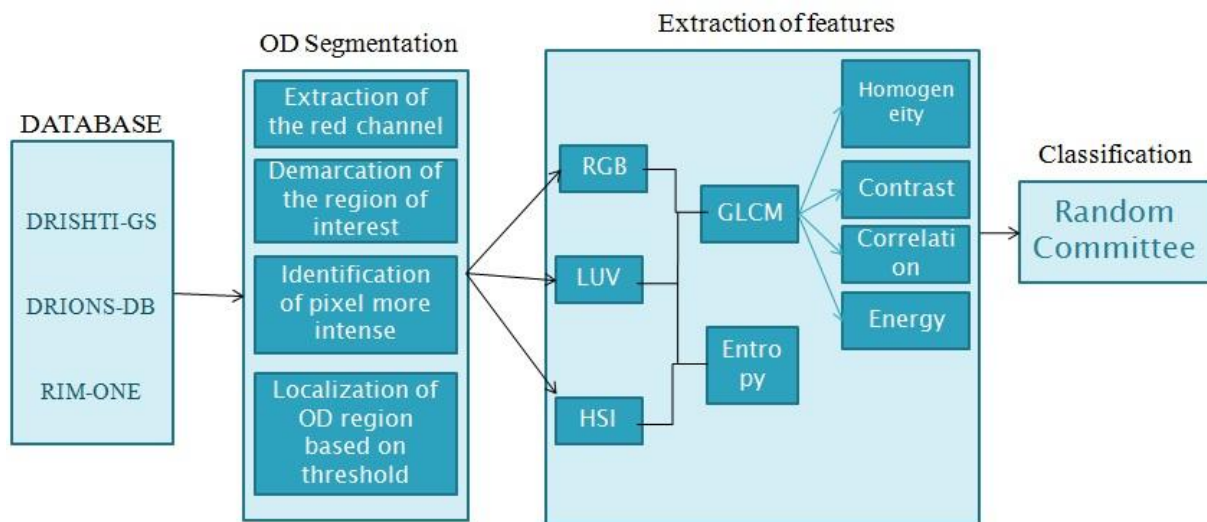 DATABASE
DRISHTI-GS
DRIONS-DB
RIM-ONE
OD Segmentation
Extraction of
the red channel
Demarcation of
the region of
interest
Identification
of pixel more
intense
Localization of
OD region
based on
threshold
Extraction of features
RGB
LUV
HSI
GLCM
Entro
py
Homogen
eity
Contrast
Correlati
on
Energy
Classification
Random
Committee